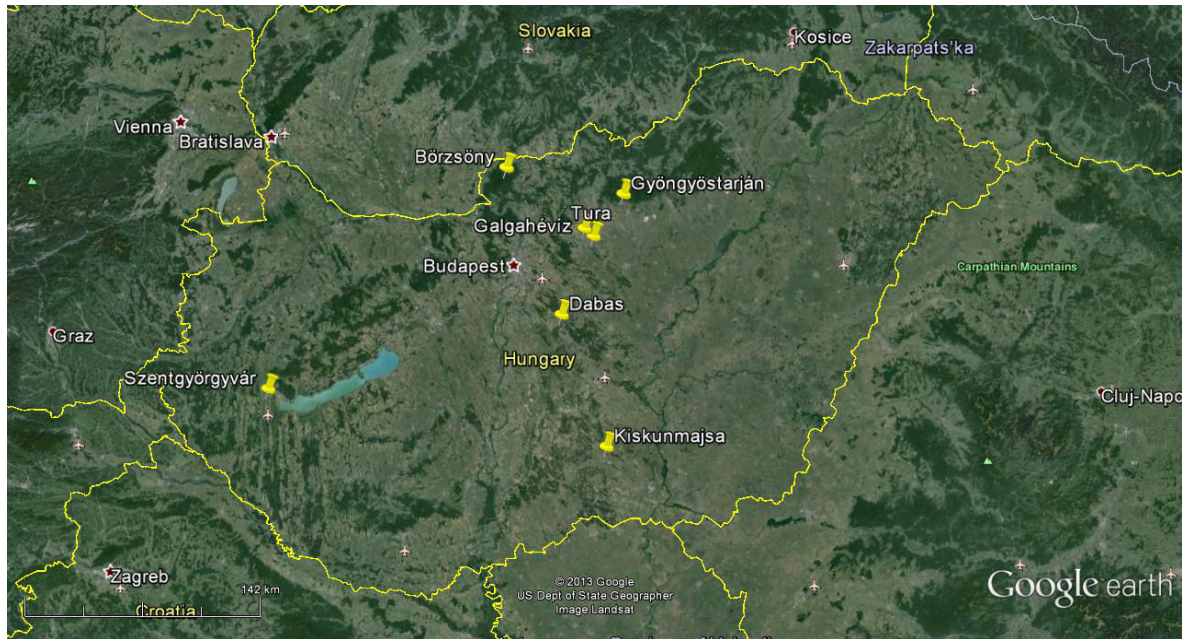 Slovakia
Kosice
Zakarpats'ka
Vienna
Bratislava
Börzsöny
Gyöngyöstarján
Tura
Galgahévíz
Budapest
Carpathian Mountains
Dabas
Graz
Hungary
Szentgyörgyvár
Cluj-Napo
Kiskunmajsa
Zagreb
142 km
Croatia
© 2013 Google
US Dept of State Geographer
Image Landsat
Google earth